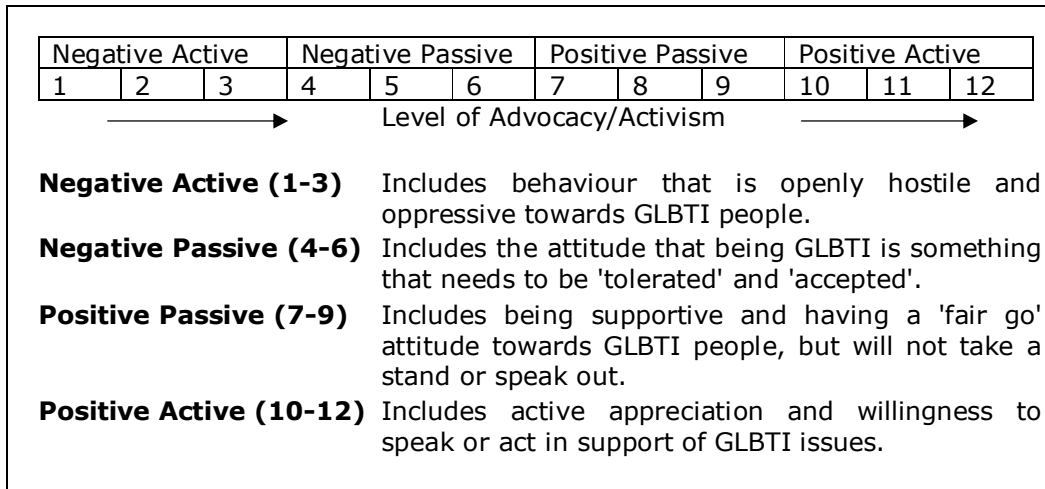 Negative Active Negative Passive Positive Passive Positive Active
1 2 3 4 5 6 7 8 9 10 11 12
Level of Advocacy/Activism
Negative Active (1-3) Includes behaviour that is openly hostile and
oppressive towards GLBTI people.
Negative Passive (4-6) Includes the attitude that being GLBTI is something
that needs to be 'tolerated' and 'accepted'.
Positive Passive (7-9) Includes being supportive and having a 'fair go'
attitude towards GLBTI people, but will not take a
stand or speak out.
Positive Active (10-12) Includes active appreciation and willingness to
speak or act in support of GLBTI issues.